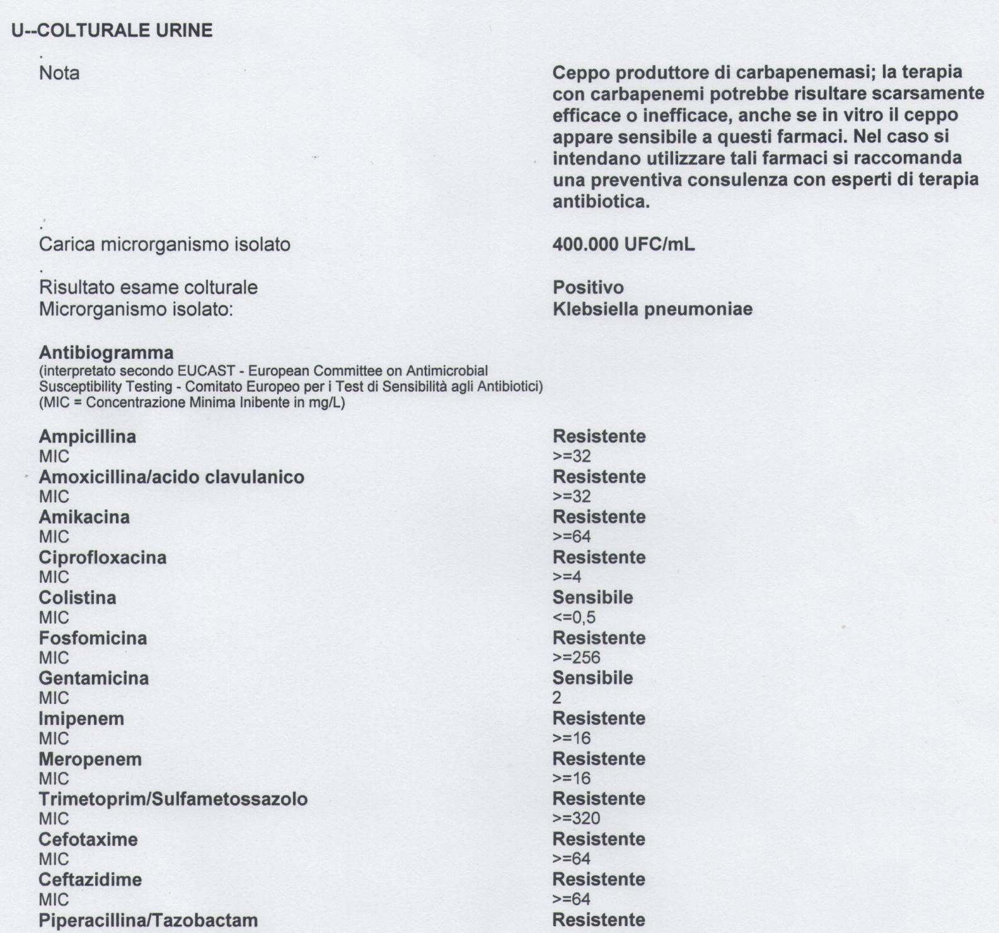 U--COLTURALE URINE
.
Nota Ceppo produttore di carbapenemasi; la terapia
con carbapenemi potrebbe risultare scarsamente
efficace o inefficace, anche se in vitro il ceppo
appare sensibile a questi farmaci. Nel caso si
intendano utilizzare tali farmaci si raccomanda
una preventiva consulenza con esperti di terapia
antibiotica.
.
Carica microrganismo isolato 400.000 UFC/mL
.
Risultato esame colturale Positivo
Microrganismo isolato: Klebsiella pneumoniae
Antibiogramma
(interpretato secondo EUCAST - European Committee on Antimicrobial
Susceptibility Testing - Comitato Europeo per i Test di Sensibilità agli Antibiotici)
(MIC = Concentrazione Minima Inibente in mg/L)
Ampicillina Resistente
MIC >=32
Amoxicillina/acido clavulanico Resistente
MIC >=32
Amikacina Resistente
MIC >=64
Ciprofloxacina Resistente
MIC >=4
Colistina Sensibile
MIC <=0,5
Fosfomicina Resistente
MIC >=256
Gentamicina Sensibile
MIC 2
Imipenem Resistente
MIC >=16
Meropenem Resistente
MIC >=16
Trimetoprim/Sulfametossazolo Resistente
MIC >=320
Cefotaxime Resistente
MIC >=64
Ceftazidime Resistente
MIC >=64
Piperacillina/Tazobactam Resistente